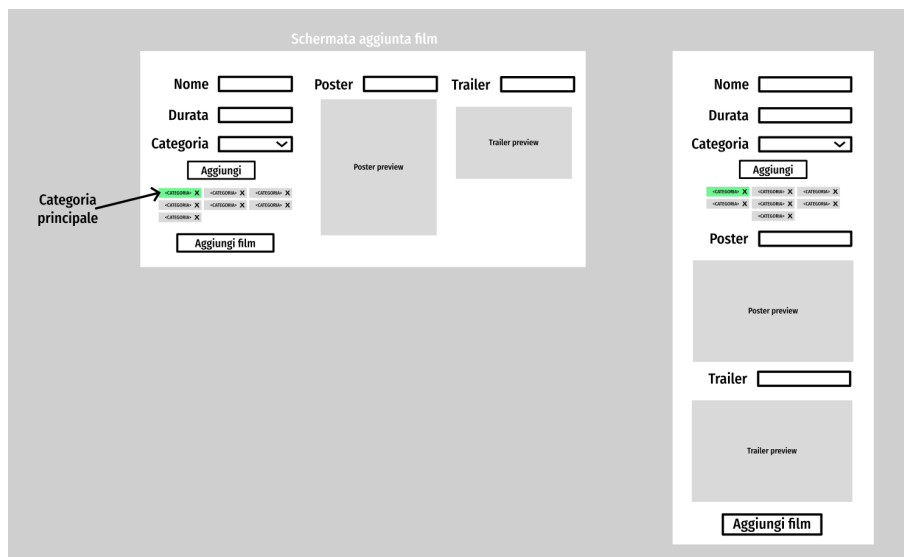 Schermata aggiunta film
Nome
Poster
Trailer
Durata
Categoria
Aggiungi
<CATEGORIA> X <CATEGORIA> X <CATEGORIA> X
<CATEGORIA> X <CATEGORIA> X <CATEGORIA> X
<CATEGORIA> X
Aggiungi film
Poster preview
Trailer preview
Categoria
principale
Nome
Durata
Categoria
Aggiungi
<CATEGORIA> X <CATEGORIA> X <CATEGORIA> X
<CATEGORIA> X <CATEGORIA> X <CATEGORIA> X
<CATEGORIA> X
Poster
Poster preview
Trailer
Trailer preview
Aggiungi film